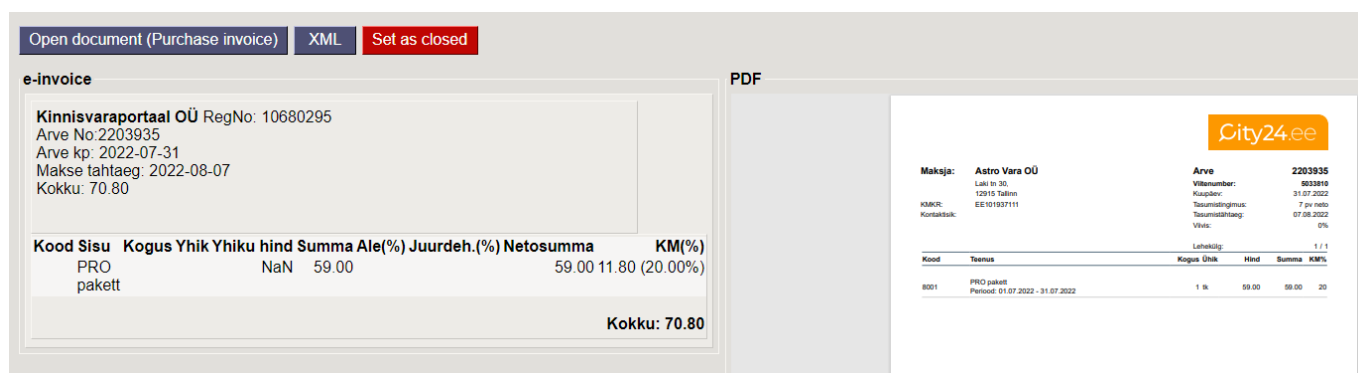 Open document (Purchase invoice) XML Set as closed
e-invoice
Kinnisvaraportaal OÜ RegNo: 10680295
Arve No:2203935
Arve kp: 2022-07-31
Makse tahtaeg: 2022-08-07
Kokku: 70.80
Kood Sisu Kogus Yhik Yhiku hind Summa Ale(%) Juurdeh.(%) Netosumma KM(%)
PRO NaN 59.00 59.00 11.80 (20.00%)
pakett
Kokku: 70.80
PDF
City24.ee
Maksja: Astro Vara OÜ
Laki tn 30,
12915 Tallinn
KMKR: EE101937111
Kontaktisik:
Arve 2203935
Viitenumber: 5033810
Kuupäev: 31.07.2022
Tasumistingimus: 7 pv neto
Tasumistähtaeg: 07.08.2022
Viivis: 0%
Lehekülg: 1 / 1
Kood Teenus Kogus Ühik Hind Summa KM%
8001 PRO pakett 1 tk 59.00 59.00 20
Periood: 01.07.2022 - 31.07.2022